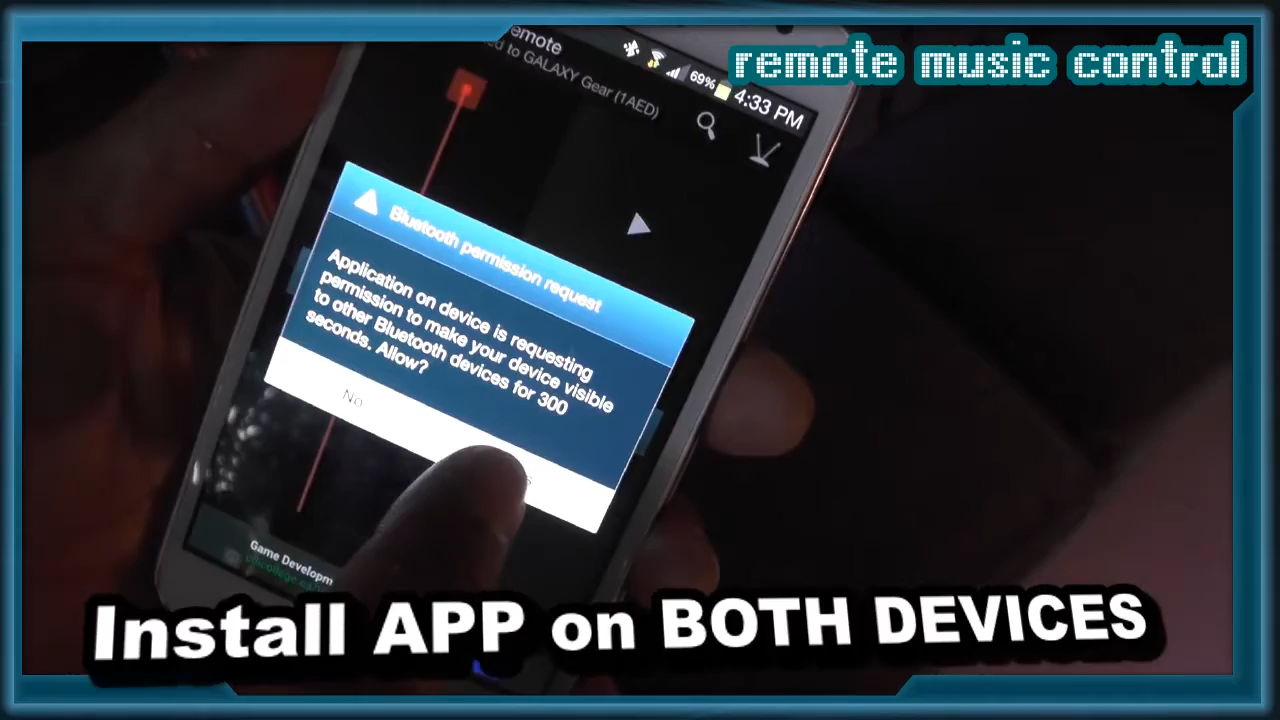 remote music control
emote
ed to GALAXY Gear (1AED)
69%
4:33 PM
Bluetooth permission request
Application on device is requesting
permission to make your device visible
to other Bluetooth devices for 300
seconds. Allow?
No
Game Developm
Install APP on BOTH DEVICES